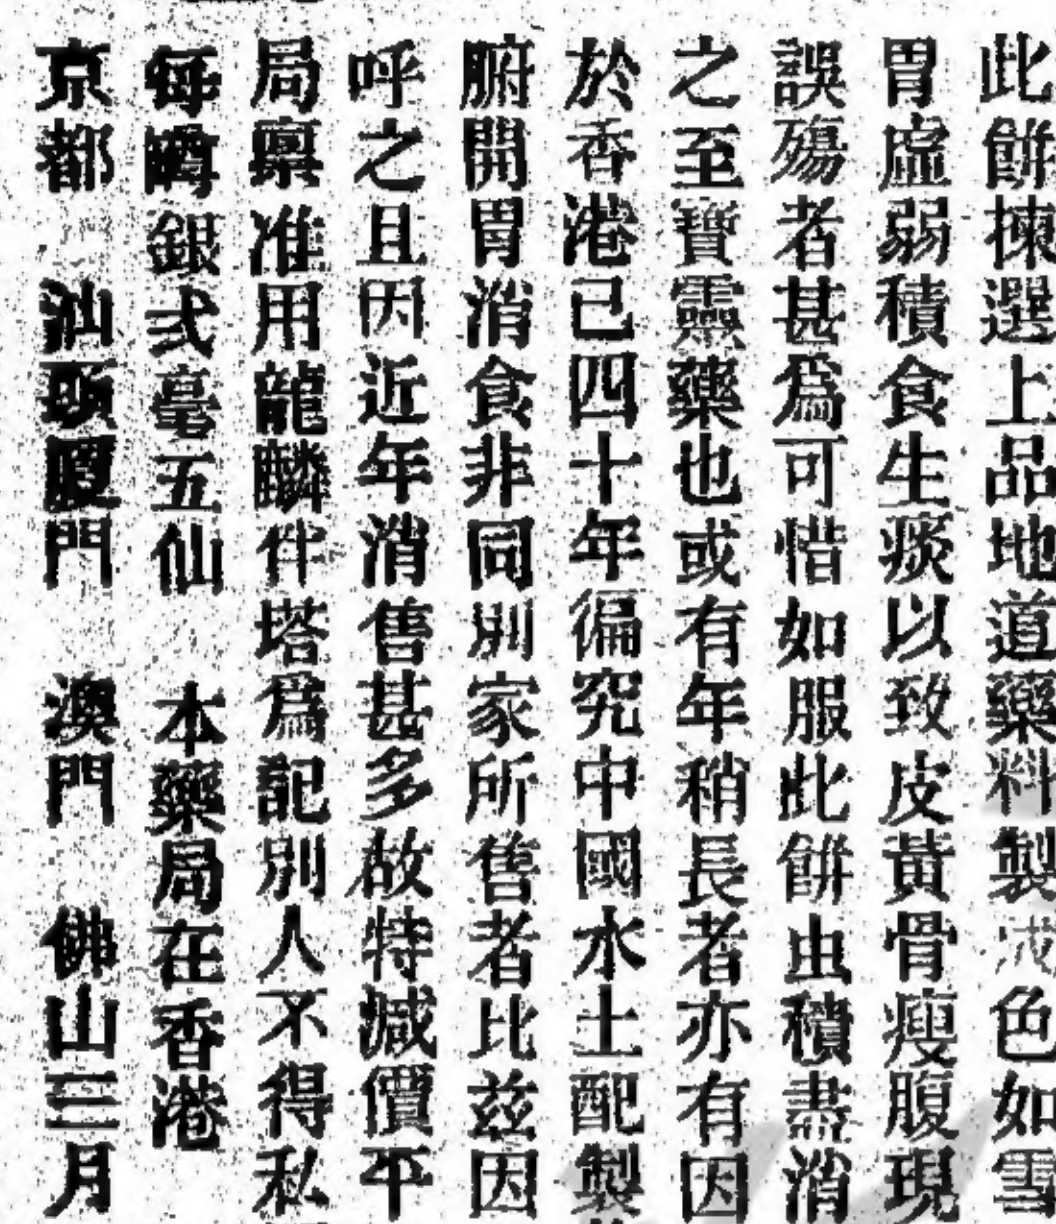 此餅揀選上品地道藥料製成色如雪
胃虛弱積食生痰以致皮黃骨瘦腹現
誤殤者甚爲可惜如服此餅虫積盡消
之至寶靈藥也或有年稍長者亦有因
於香港已四十年徧究中國水土配製
腑開胃消食非同別家所售者比茲因
呼之且因近年消售甚多故特減價平
局稟准用龍麟伴塔爲記別人不得私
每罇銀弍毫五仙 本藥局在香港
京都 汕頭廈門 澳門 佛山 月